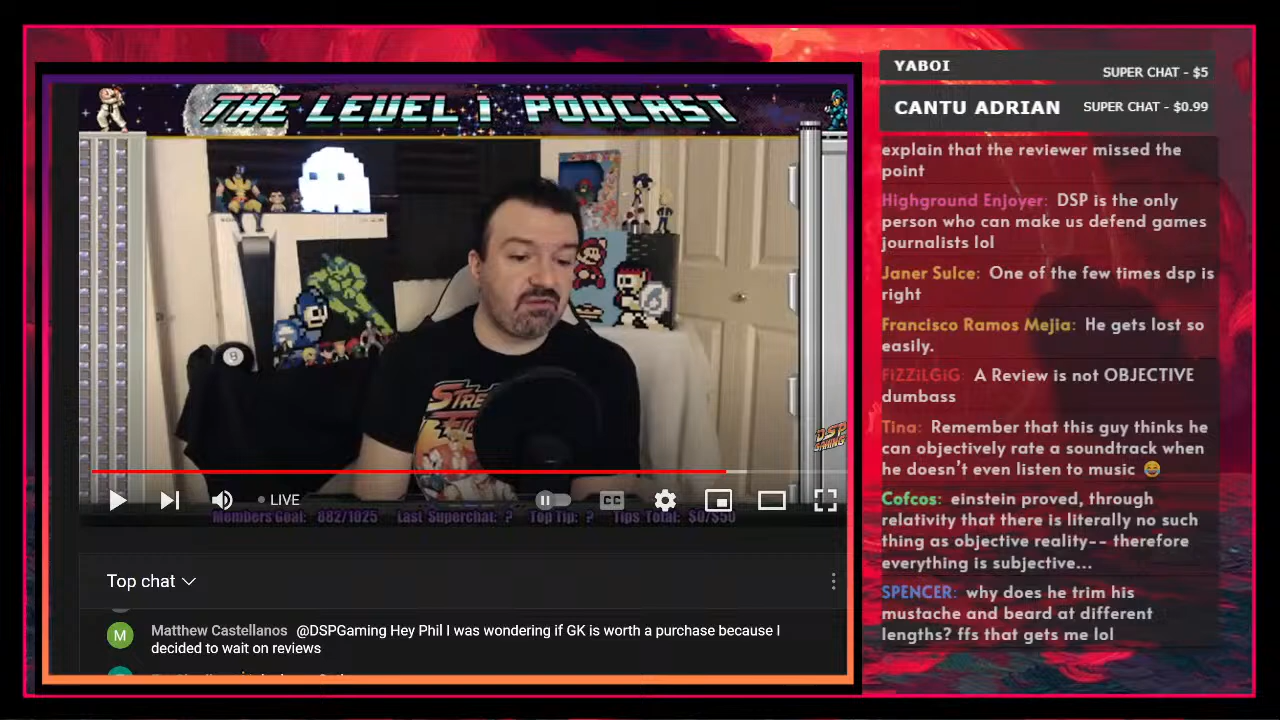 THE LEVEL 1 PODCAST
DSP
GAMING
LIVE
CC
Members Goal: 882/1025 Last Superchat: ? Top Tip: ? Tips Total: $0/$50
Top chat
M
Matthew Castellanos @DSPGaming Hey Phil I was wondering if GK is worth a purchase because I
decided to wait on reviews
YABOI SUPER CHAT - $5
CANTU ADRIAN SUPER CHAT - $0.99
explain that the reviewer missed the
point
Highground Enjoyer: DSP is the only
person who can make us defend games
journalists lol
Janer Sulce: One of the few times dsp is
right
Francisco Ramos Mejia: He gets lost so
easily.
FiZZiLGiG: A Review is not OBJECTIVE
dumbass
Tina: Remember that this guy thinks he
can objectively rate a soundtrack when
he doesn't even listen to music 😂
Cofcos: einstein proved, through
relativity that there is literally no such
thing as objective reality-- therefore
everything is subjective...
SPENCER: why does he trim his
mustache and beard at different
lengths? ffs that gets me lol